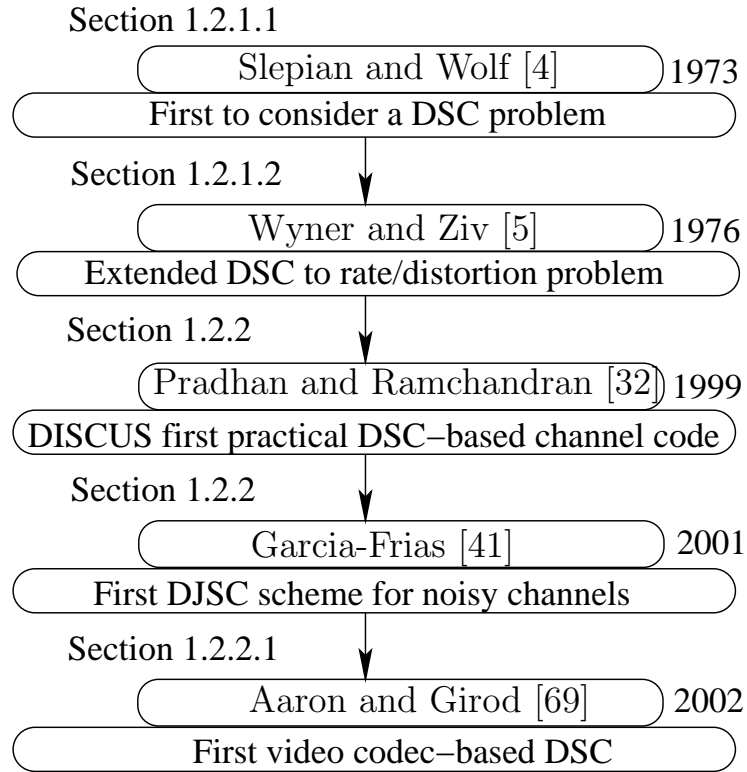 Section 1.2.1.1
Slepian and Wolf [4] 1973
First to consider a DSC problem
Section 1.2.1.2
Wyner and Ziv [5] 1976
Extended DSC to rate/distortion problem
Section 1.2.2
Pradhan and Ramchandran [32] 1999
DISCUS first practical DSC−based channel code
Section 1.2.2
Garcia-Frias [41] 2001
First DJSC scheme for noisy channels
Section 1.2.2.1
Aaron and Girod [69] 2002
First video codec−based DSC